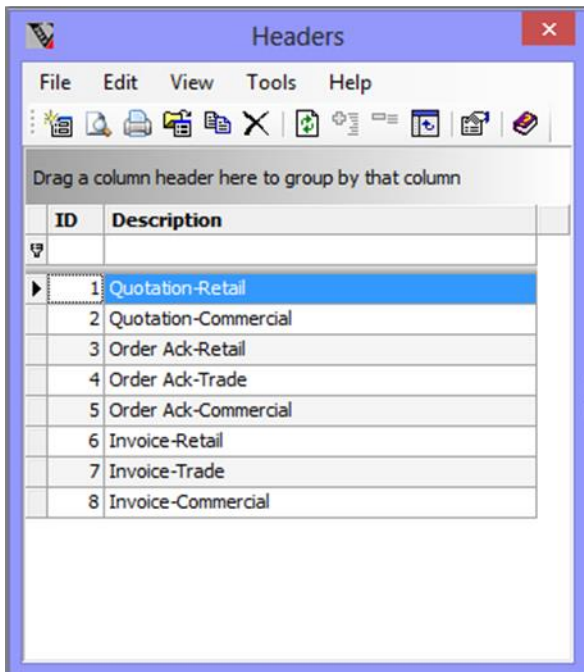 Headers
File Edit View Tools Help
Drag a column header here to group by that column
ID Description
1 Quotation-Retail
2 Quotation-Commercial
3 Order Ack-Retail
4 Order Ack-Trade
5 Order Ack-Commercial
6 Invoice-Retail
7 Invoice-Trade
8 Invoice-Commercial